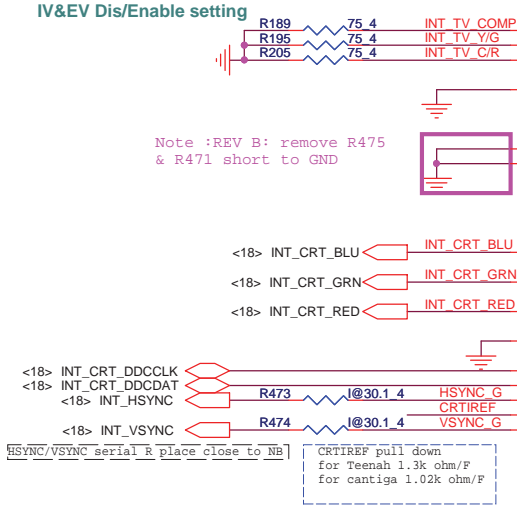 IV&EV Dis/Enable setting
R189 75_4 INT_TV_COMP
R195 75_4 INT_TV_Y/G
R205 75_4 INT_TV_C/R
Note :REV B: remove R475
& R471 short to GND
<18> INT_CRT_BLU INT_CRT_BLU
<18> INT_CRT_GRN INT_CRT_GRN
<18> INT_CRT_RED INT_CRT_RED
<18> INT_CRT_DDCCLK
<18> INT_CRT_DDCDAT
<18> INT_HSYNC R473 I@30.1_4 HSYNC_G
CRTIREF
<18> INT_VSYNC R474 I@30.1_4 VSYNC_G
HSYNC/VSYNC serial R place close to NB
CRTIREF pull down
for Teenah 1.3k ohm/F
for cantiga 1.02k ohm/F